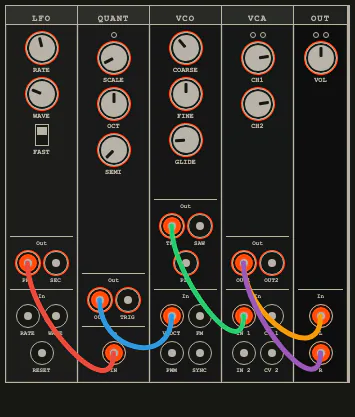 LFO QUANT VCO VCA OUT
RATE SCALE COARSE CH1 VOL
WAVE OCT FINE CH2
FAST SEMI GLIDE
Out
SAW
Out Out
SEC OUT2
Out In In In
TRIG
RATE V/OCT FM IN 1
RESET IN PWM SYNC IN 2 CV 2 R